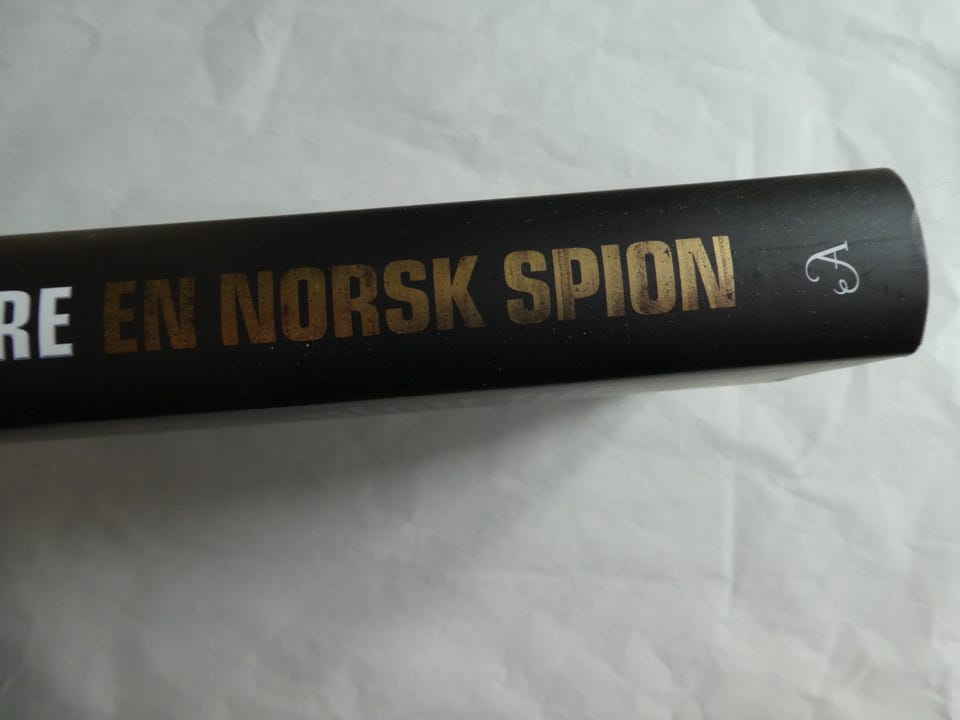 RE EN NORSK SPION
A